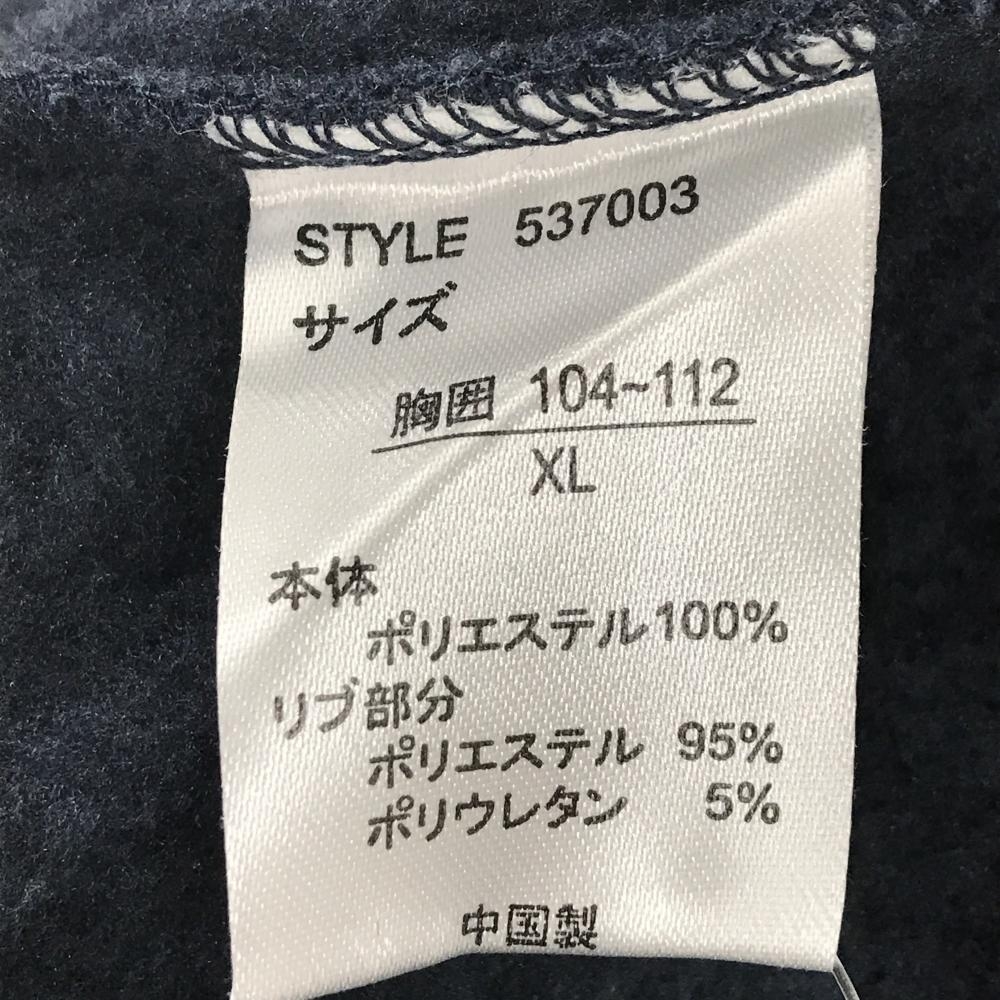 STYLE 537003
サイズ
胸囲 104~112
XL
本体
ポリエステル100%
リブ部分
ポリエステル 95%
ポリウレタン 5%
中国製